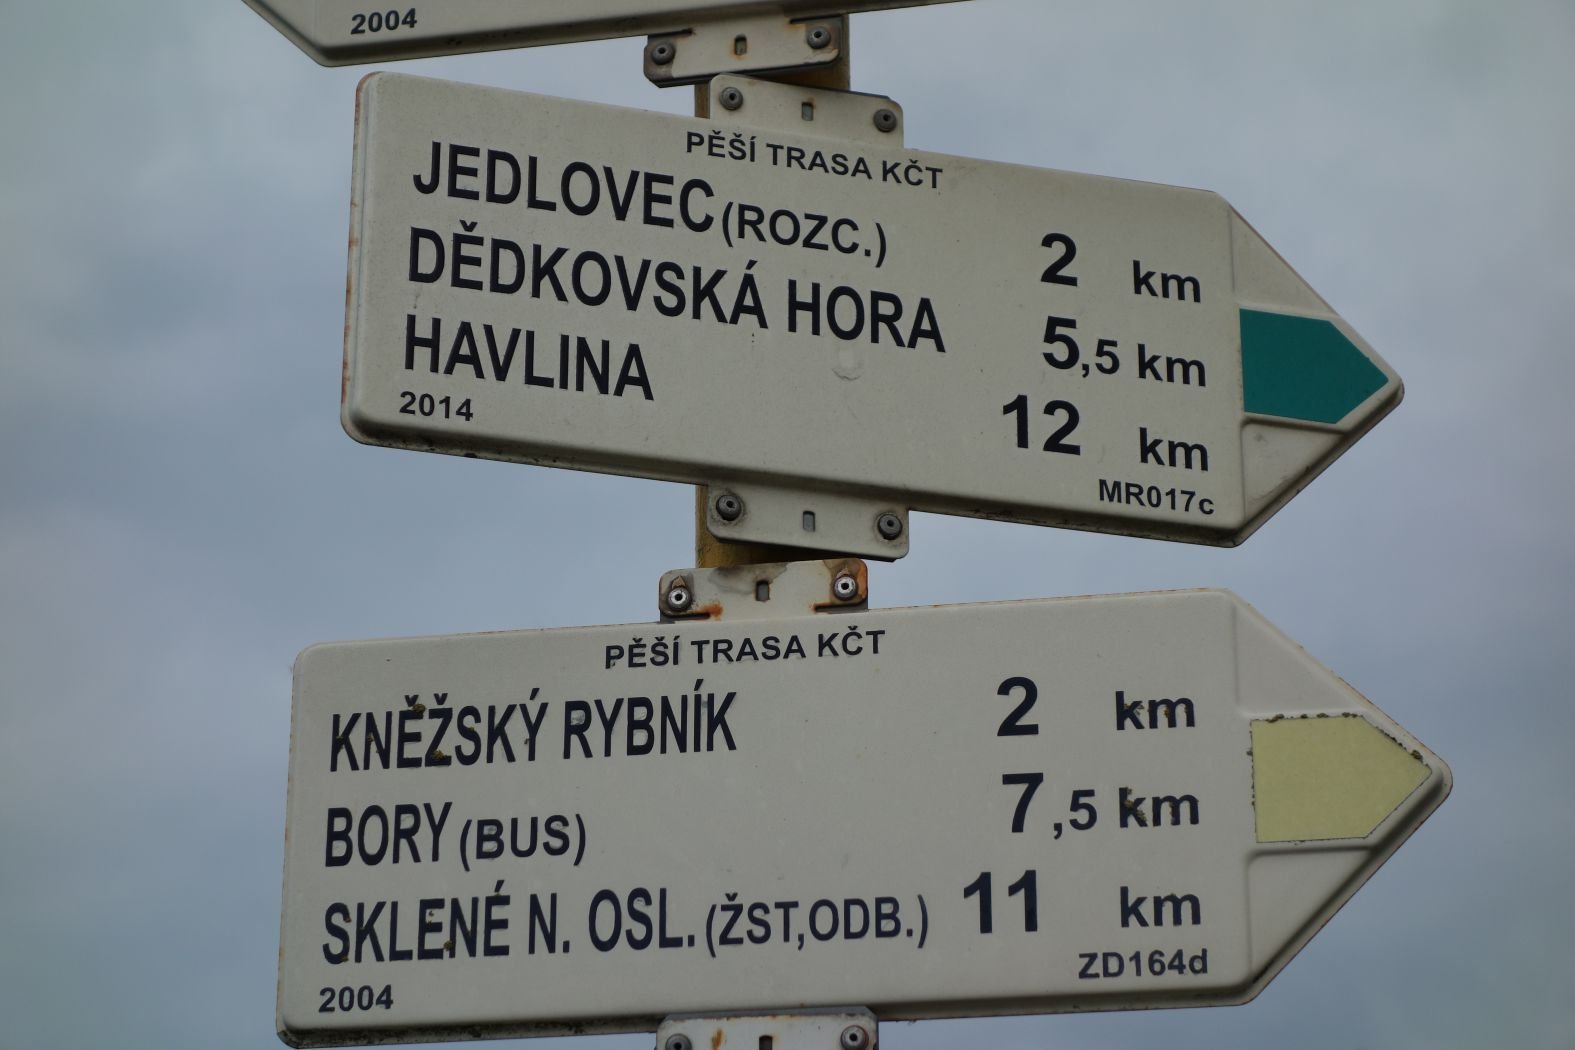 2004
PĚŠÍ TRASA KČT
JEDLOVEC (ROZC.) 2 km
DĚDKOVSKÁ HORA 5,5 km
HAVLINA 12 km
2014 MR017c
PĚŠÍ TRASA KČT
KNĚŽSKÝ RYBNÍK 2 km
BORY (BUS) 7,5 km
SKLENÉ N. OSL. (ŽST,ODB.) 11 km
2004 ZD164d